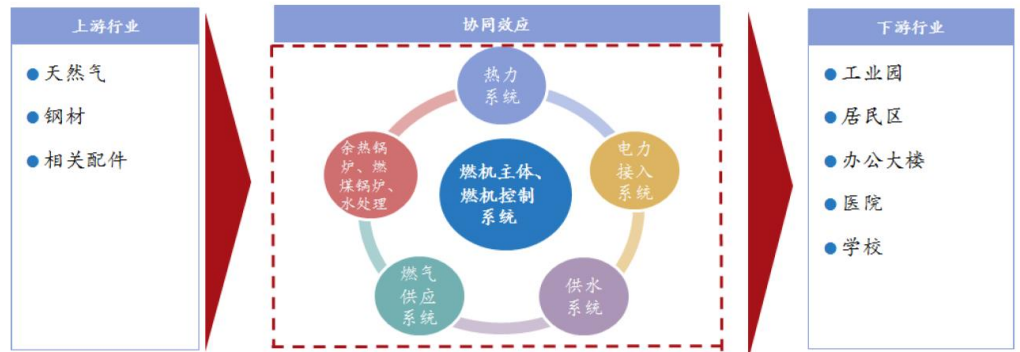 上游行业
天然气
钢材
相关配件
协同效应
热力
系统
电力
接入
系统
供水
系统
燃气
供应
系统
余热锅
炉、燃
煤锅炉、
水处理
燃机主体、
燃机控制
系统
下游行业
工业园
居民区
办公大楼
医院
学校